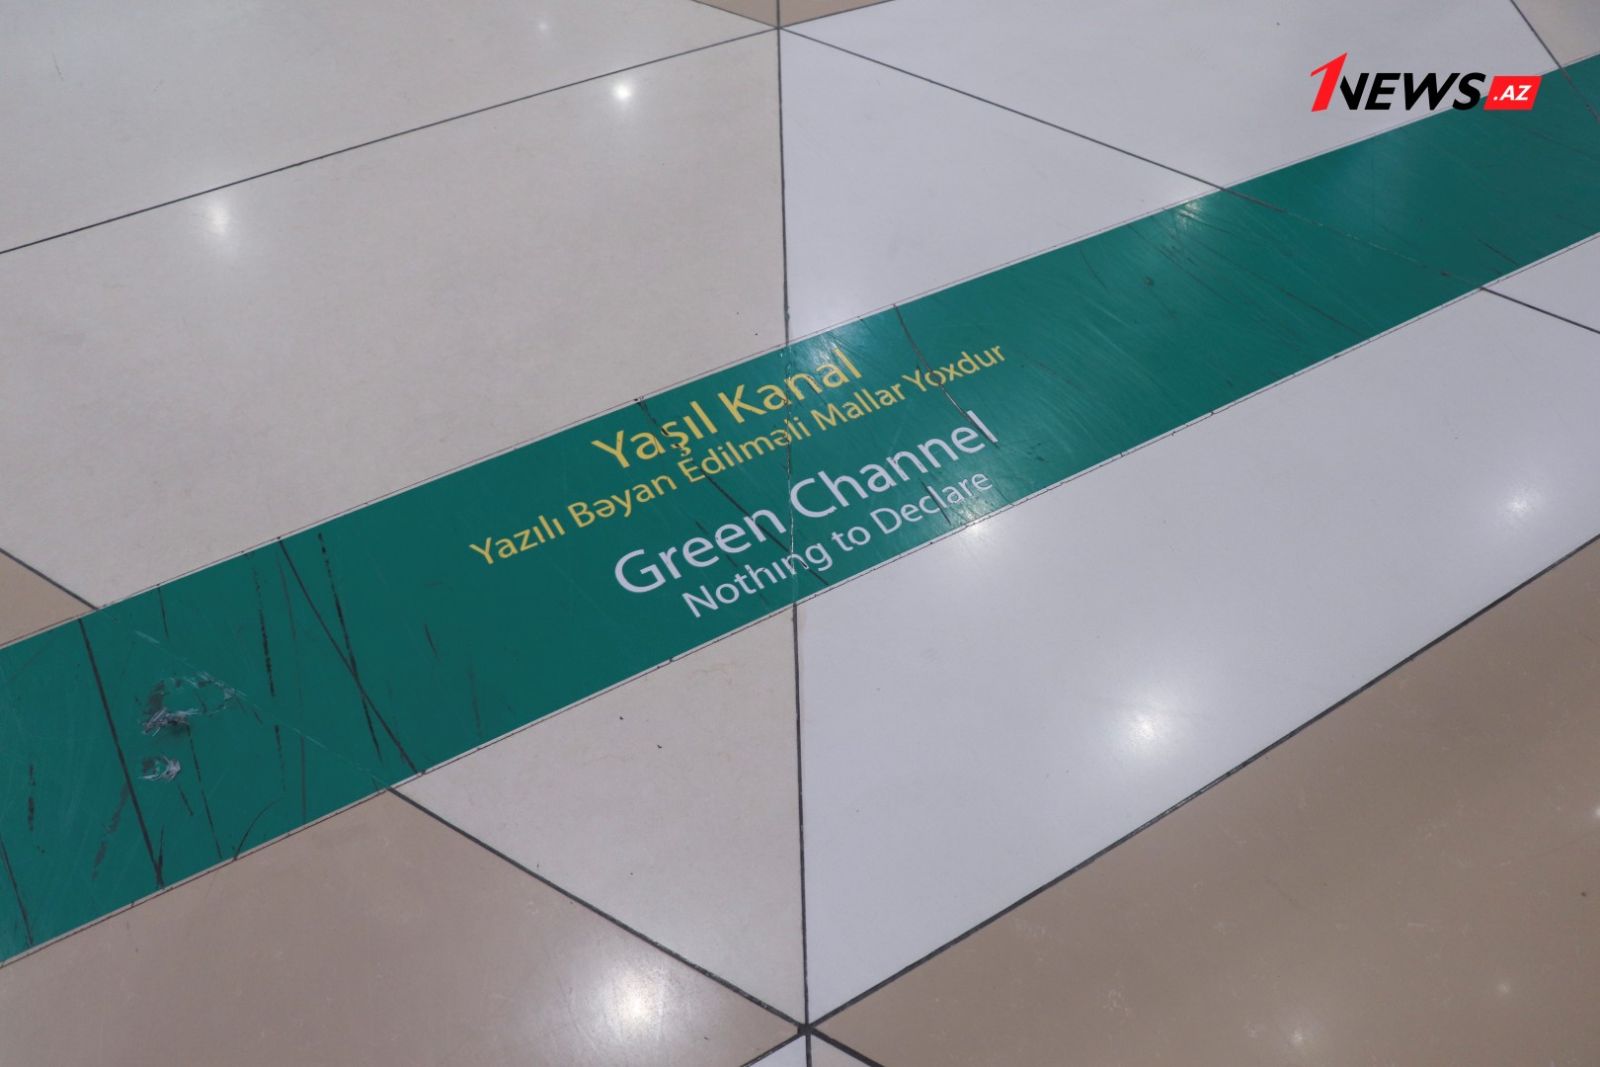 1NEWS.AZ
Yaşıl Kanal
Yazılı Bəyan Edilməli Mallar Yoxdur
Green Channel
Nothing to Declare